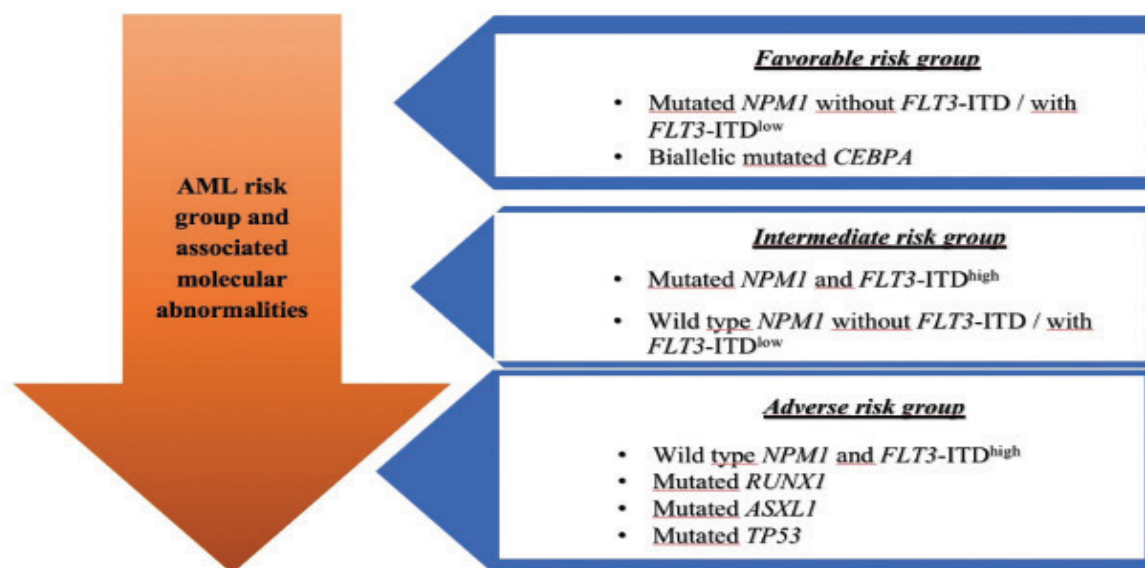 AML risk
group and
associated
molecular
abnormalities
Favorable risk group
• Mutated NPM1 without FLT3-ITD / with
FLT3-ITDlow
• Biallelic mutated CEBPA
Intermediate risk group
• Mutated NPM1 and FLT3-ITDhigh
• Wild type NPM1 without FLT3-ITD / with
FLT3-ITDlow
Adverse risk group
• Wild type NPM1 and FLT3-ITDhigh
• Mutated RUNX1
• Mutated ASXL1
• Mutated TP53